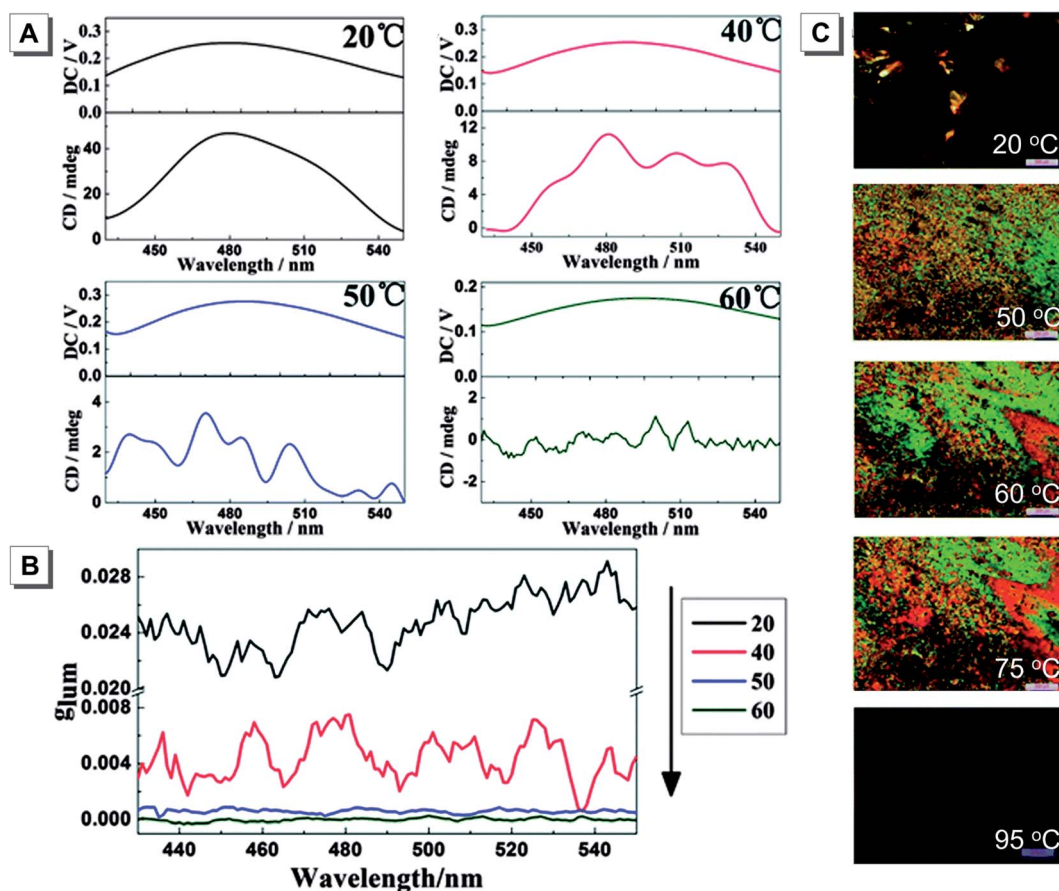 A
20℃
DC / V
0.3
0.2
0.1
0.0
CD / mdeg
40
20
0
450 480 510 540
Wavelength / nm
40℃
DC / V
0.3
0.2
0.1
0.0
CD / mdeg
12
8
4
0
450 480 510 540
Wavelength / nm
50℃
DC / V
0.3
0.2
0.1
0.0
CD / mdeg
4
2
0
450 480 510 540
Wavelength / nm
60℃
DC / V
0.2
0.1
0.0
CD / mdeg
2
0
-2
450 480 510 540
Wavelength / nm
B
glum
0.028
0.024
0.020
0.008
0.004
0.000
440 460 480 500 520 540
Wavelength/nm
20
40
50
60
C
20 °C
50 °C
60 °C
75 °C
95 °C